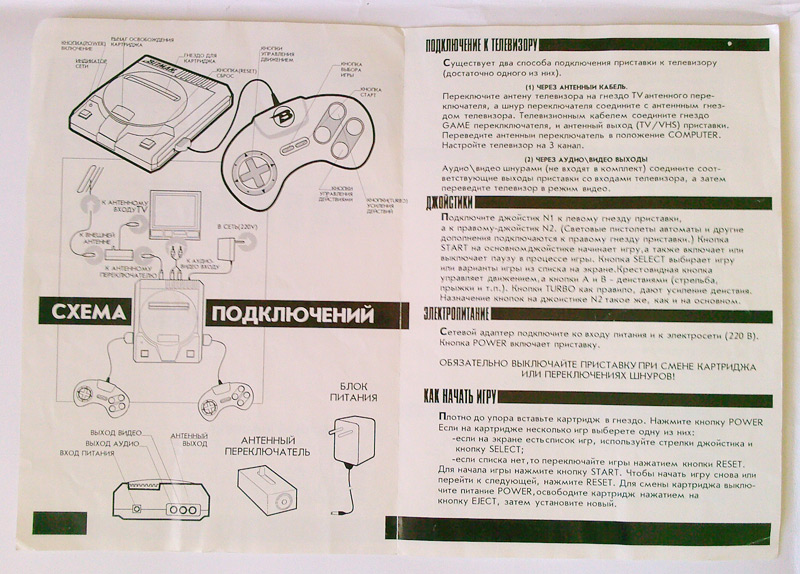 КНОПКА(POWER)
ВКЛЮЧЕНИЕ
РЫЧАГ ОСВОБОЖДЕНИЯ
КАРТРИДЖА
ИНДИКАТОР
СЕТИ
ГНЕЗДО ДЛЯ
КАРТРИДЖА
КНОПКА(RESET)
СБРОС
КНОПКИ
УПРАВЛЕНИЯ
ДВИЖЕНИЕМ
КНОПКА
ВЫБОРА
ИГРЫ
КНОПКА
СТАРТ
B
КНОПКИ
УПРАВЛЕНИЯ
ДЕЙСТВИЯМИ
КНОПКИ(TURBO)
УСИЛЕНИЯ
ДЕЙСТВИЙ
К АНТЕННОМУ
ВХОДУ TV
К ВНЕШНЕЙ
АНТЕННЕ
В СЕТЬ(220V)
К АНТЕННОМУ
ПЕРЕКЛЮЧАТЕЛЮ
К АУДИО-
ВИДЕО ВХОДУ
СХЕМА ПОДКЛЮЧЕНИЙ
БЛОК
ПИТАНИЯ
ВЫХОД ВИДЕО
ВЫХОД АУДИО
ВХОД ПИТАНИЯ
АНТЕННЫЙ
ВЫХОД
АНТЕННЫЙ
ПЕРЕКЛЮЧАТЕЛЬ
ПОДКЛЮЧЕНИЕ К ТЕЛЕВИЗОРУ
Существует два способа подключения приставки к телевизору
(достаточно одного из них).
(1) ЧЕРЕЗ АНТЕННЫЙ КАБЕЛЬ.
Переключите антену телевизора на гнездо TV антенного пере-
ключателя, а шнур переключателя соедините с антеннным гнез-
дом телевизора. Телевизионным кабелем соедините гнездо
GAME переклключателя, и антенный выход (TV/VHS) приставки.
Переведите антенны переключатель в положение COMPUTER.
Настройте телевизор на 3 канал.
(2) ЧЕРЕЗ АУДИО\ВИДЕО ВЫХОДЫ
Аудио\видео шнурами (не входят в комплект) соедините соот-
ветствующие выходы приставки со входами телевизора, а затем
переведите телевизор в режим видео.
ДЖОЙСТИКИ
Подключите джойстик N1 к левому гнезду приставки,
а к правому-джойстик N2. (Световые пистолеты автоматы и другие
дополнения подключаются к правому гнезду приставки.) Кнопка
START на основном джойстике начинает игру, а также включает или
выключает паузу в процессе игры. Кнопка SELECT выбирает игру
или варианты игры из списка на экране. Крестовидная кнопка
управляет движением, а кнопки А и В - действиями (стрельба,
прыжки и т.п.). Кнопки TURBO как правило, дают усиление действия.
Назначение кнопок на джойстике N2 такое же, как и на основном.
ЭЛЕКТРОПИТАНИЕ
Сетевой адаптер подключите ко входу питания и к электросети (220 В).
Кнопка POWER включает приставку.
ОБЯЗАТЕЛЬНО ВЫКЛЮЧАЙТЕ ПРИСТАВКУ ПРИ СМЕНЕ КАРТРИДЖА
ИЛИ ПЕРЕКЛЮЧЕНИЯХ ШНУРОВ!
КАК НАЧАТЬ ИГРУ
Плотно до упора вставьте картридж в гнездо. Нажмите кнопку POWER
Если на картридже несколько игр выберете одну из них:
-если на экране есть список игр, используйте стрелки джойстика и
кнопку SELECT;
-если списка нет, то переключайте игры нажатием кнопки RESET.
Для начала игры нажмите кнопку START. Чтобы начать игру снова или
перейти к следующей, нажмите RESET. Для смены картриджа выклю-
чите питание POWER, освободите картридж нажатием на
кнопку EJECT, затем установите новый.